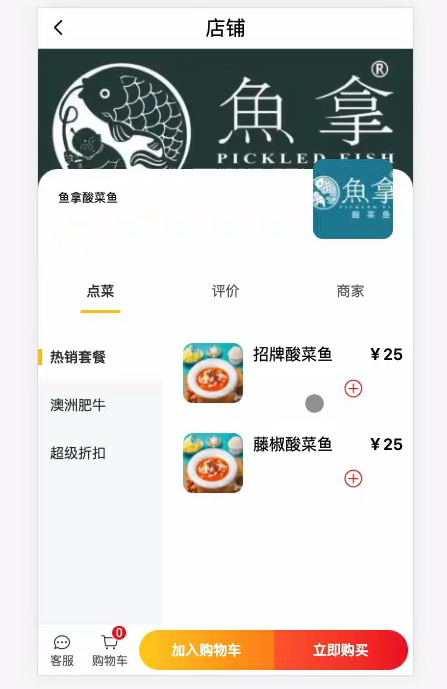 店铺
魚拿®
PICKLED FISH
鱼拿酸菜鱼
魚拿
酸菜鱼
点菜 评价 商家
热销套餐
澳洲肥牛
超级折扣
招牌酸菜鱼 ¥25
藤椒酸菜鱼 ¥25
客服
购物车
0
加入购物车
立即购买